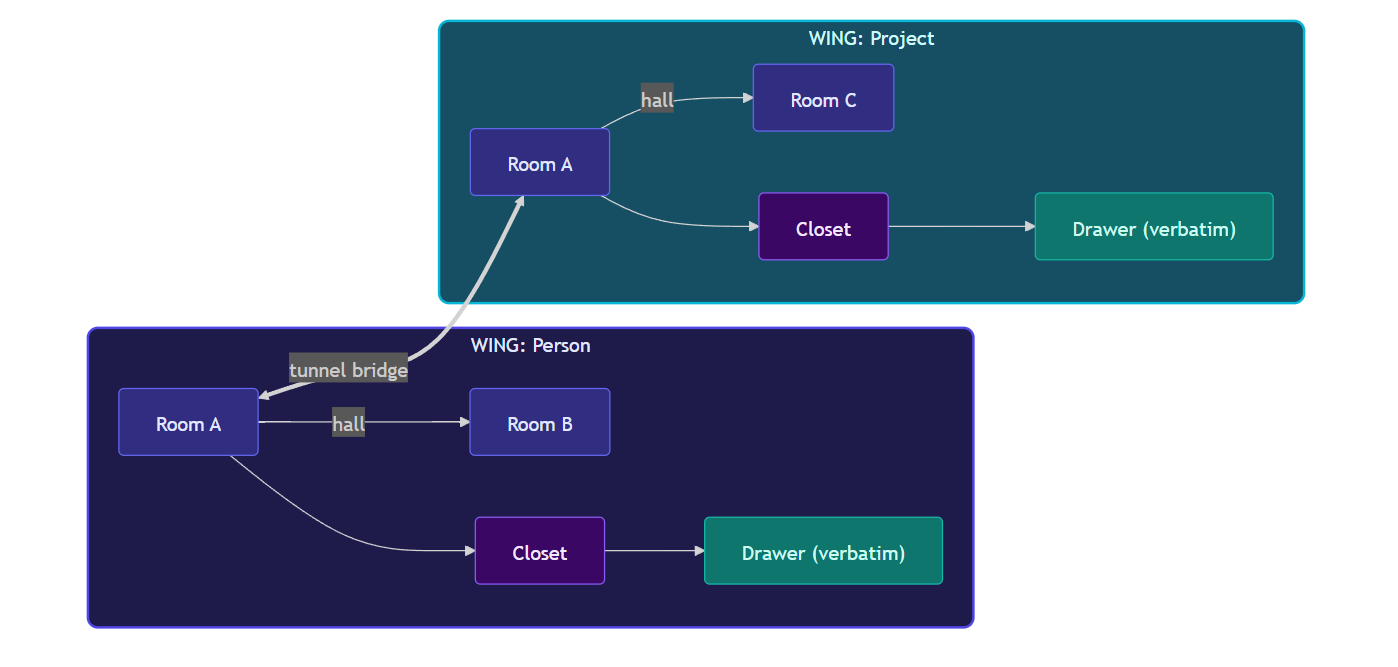 WING: Project
hall
Room C
Room A
Closet
Drawer (verbatim)
WING: Person
tunnel bridge
Room A
hall
Room B
Closet
Drawer (verbatim)